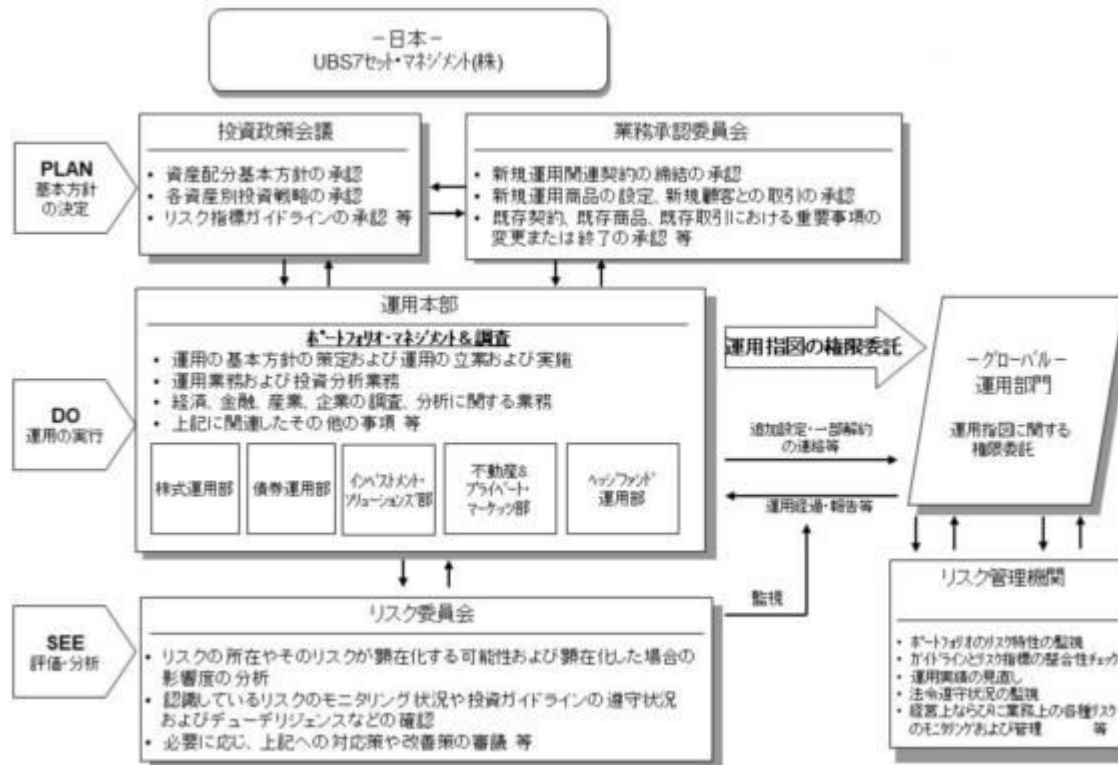 －日本－
UBSアセット・マネジメント(株)
PLAN
基本方針
の決定
投資政策会議
• 資産配分基本方針の承認
• 各資産別投資戦略の承認
• リスク指標ガイドラインの承認 等
業務承認委員会
• 新規運用関連契約の締結の承認
• 新規運用商品の設定、新規顧客との取引の承認
• 既存契約、既存商品、既存取引における重要事項の
変更または終了の承認 等
DO
運用の実行
運用本部
ポートフォリオ・マネジメント＆調査
• 運用の基本方針の策定および運用の立案および実施
• 運用業務および投資分析業務
• 経済、金融、産業、企業の調査、分析に関する業務
• 上記に関連したその他の事項 等
株式運用部
債券運用部
インベストメント・
ソリューションズ部
不動産＆
プライベート・
マーケッツ部
ヘッジファンド
運用部
運用指図の権限委託
追加設定・一部解約
の連絡等
運用経過・報告等
－グローバル－
運用部門
運用指図に関する
権限委託
SEE
評価・分析
リスク委員会
• リスクの所在やそのリスクが顕在化する可能性および顕在化した場合の
影響度の分析
• 認識しているリスクのモニタリング状況や投資ガイドラインの遵守状況
およびデューデリジェンスなどの確認
• 必要に応じ、上記への対応策や改善策の審議 等
監視
リスク管理機関
• ポートフォリオのリスク特性の監視
• ガイドラインとリスク指標の整合性チェック
• 運用実績の見直し
• 法令遵守状況の監視
• 経営上ならびに業務上の各種リスク
のモニタリングおよび管理 等